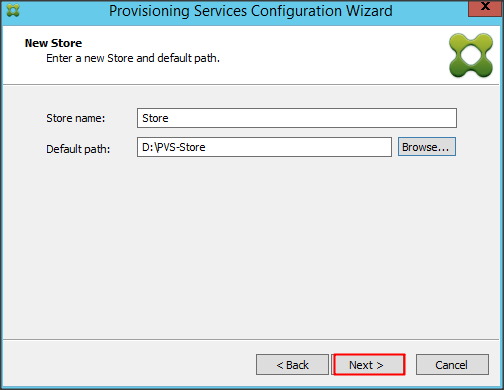 Provisioning Services Configuration Wizard
x
New Store
Enter a new Store and default path.
Store name: Store
Default path: D:\PVS-Store Browse...
< Back Next > Cancel